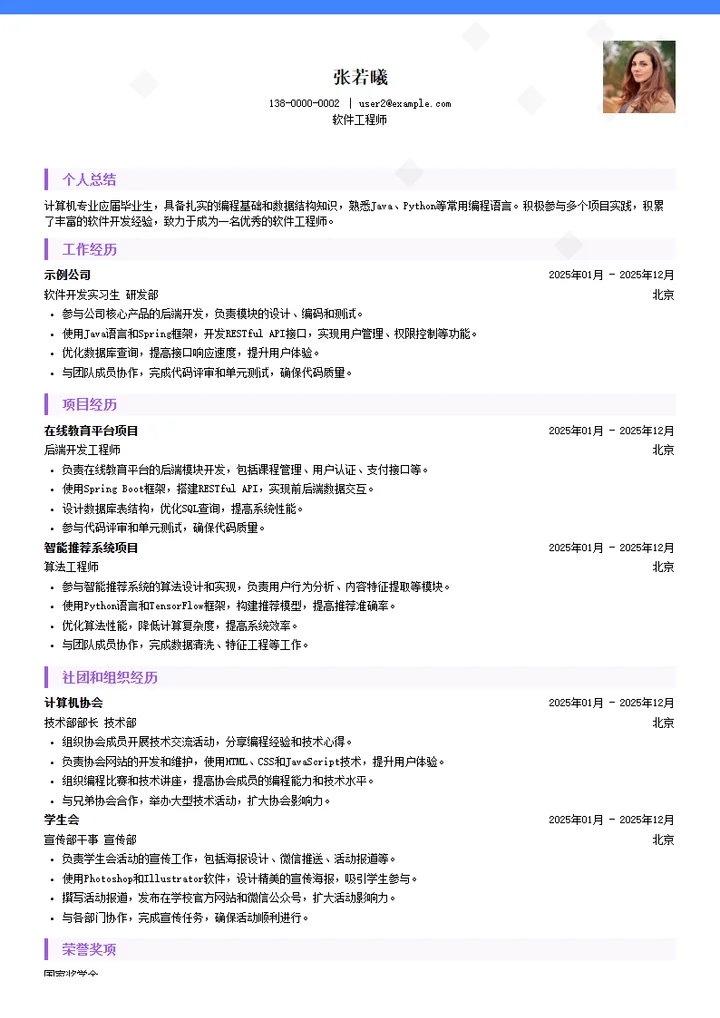 张若曦
138-0000-0002 | user2@example.com
软件工程师
个人总结
计算机专业应届毕业生，具备扎实的编程基础和数据结构知识，熟悉Java、Python等常用编程语言。积极参与多个项目实践，积累
了丰富的软件开发经验，致力于成为一名优秀的软件工程师。
工作经历
示例公司 2025年01月 - 2025年12月
软件开发实习生 研发部 北京
• 参与公司核心产品的后端开发，负责模块的设计、编码和测试。
• 使用Java语言和Spring框架，开发RESTful API接口，实现用户管理、权限控制等功能。
• 优化数据库查询，提高接口响应速度，提升用户体验。
• 与团队成员协作，完成代码评审和单元测试，确保代码质量。
项目经历
在线教育平台项目 2025年01月 - 2025年12月
后端开发工程师 北京
• 负责在线教育平台的后端模块开发，包括课程管理、用户认证、支付接口等。
• 使用Spring Boot框架，搭建RESTful API，实现前后端数据交互。
• 设计数据库表结构，优化SQL查询，提高系统性能。
• 参与代码评审和单元测试，确保代码质量。
智能推荐系统项目 2025年01月 - 2025年12月
算法工程师 北京
• 参与智能推荐系统的算法设计和实现，负责用户行为分析、内容特征提取等模块。
• 使用Python语言和TensorFlow框架，构建推荐模型，提高推荐准确率。
• 优化算法性能，降低计算复杂度，提高系统效率。
• 与团队成员协作，完成数据清洗、特征工程等工作。
社团和组织经历
计算机协会 2025年01月 - 2025年12月
技术部部长 技术部 北京
• 组织协会成员开展技术交流活动，分享编程经验和技术心得。
• 负责协会网站的开发和维护，使用HTML、CSS和JavaScript技术，提升用户体验。
• 组织编程比赛和技术讲座，提高协会成员的编程能力和技术水平。
• 与兄弟协会合作，举办大型技术活动，扩大协会影响力。
学生会 2025年01月 - 2025年12月
宣传部干事 宣传部 北京
• 负责学生会活动的宣传工作，包括海报设计、微信推送、活动报道等。
• 使用Photoshop和Illustrator软件，设计精美的宣传海报，吸引学生参与。
• 撰写活动报道，发布在学校官方网站和微信公众号，扩大活动影响力。
• 与各部门协作，完成宣传任务，确保活动顺利进行。
荣誉奖项
国家奖学金